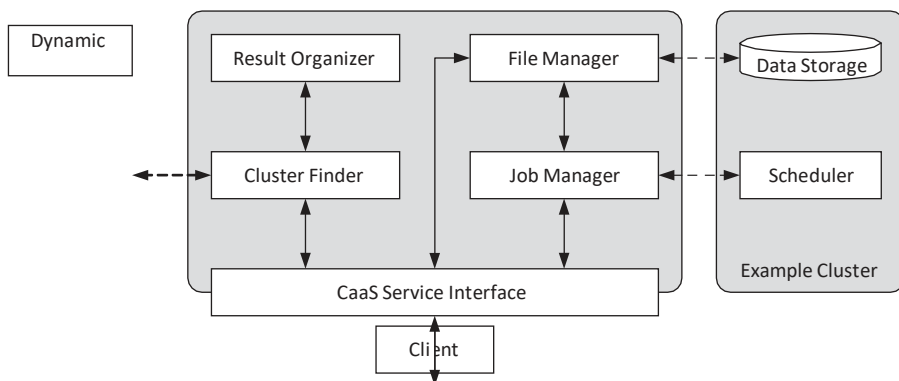 Dynamic
Result Organizer
File Manager
Data Storage
Cluster Finder
Job Manager
Scheduler
Example Cluster
CaaS Service Interface
Client